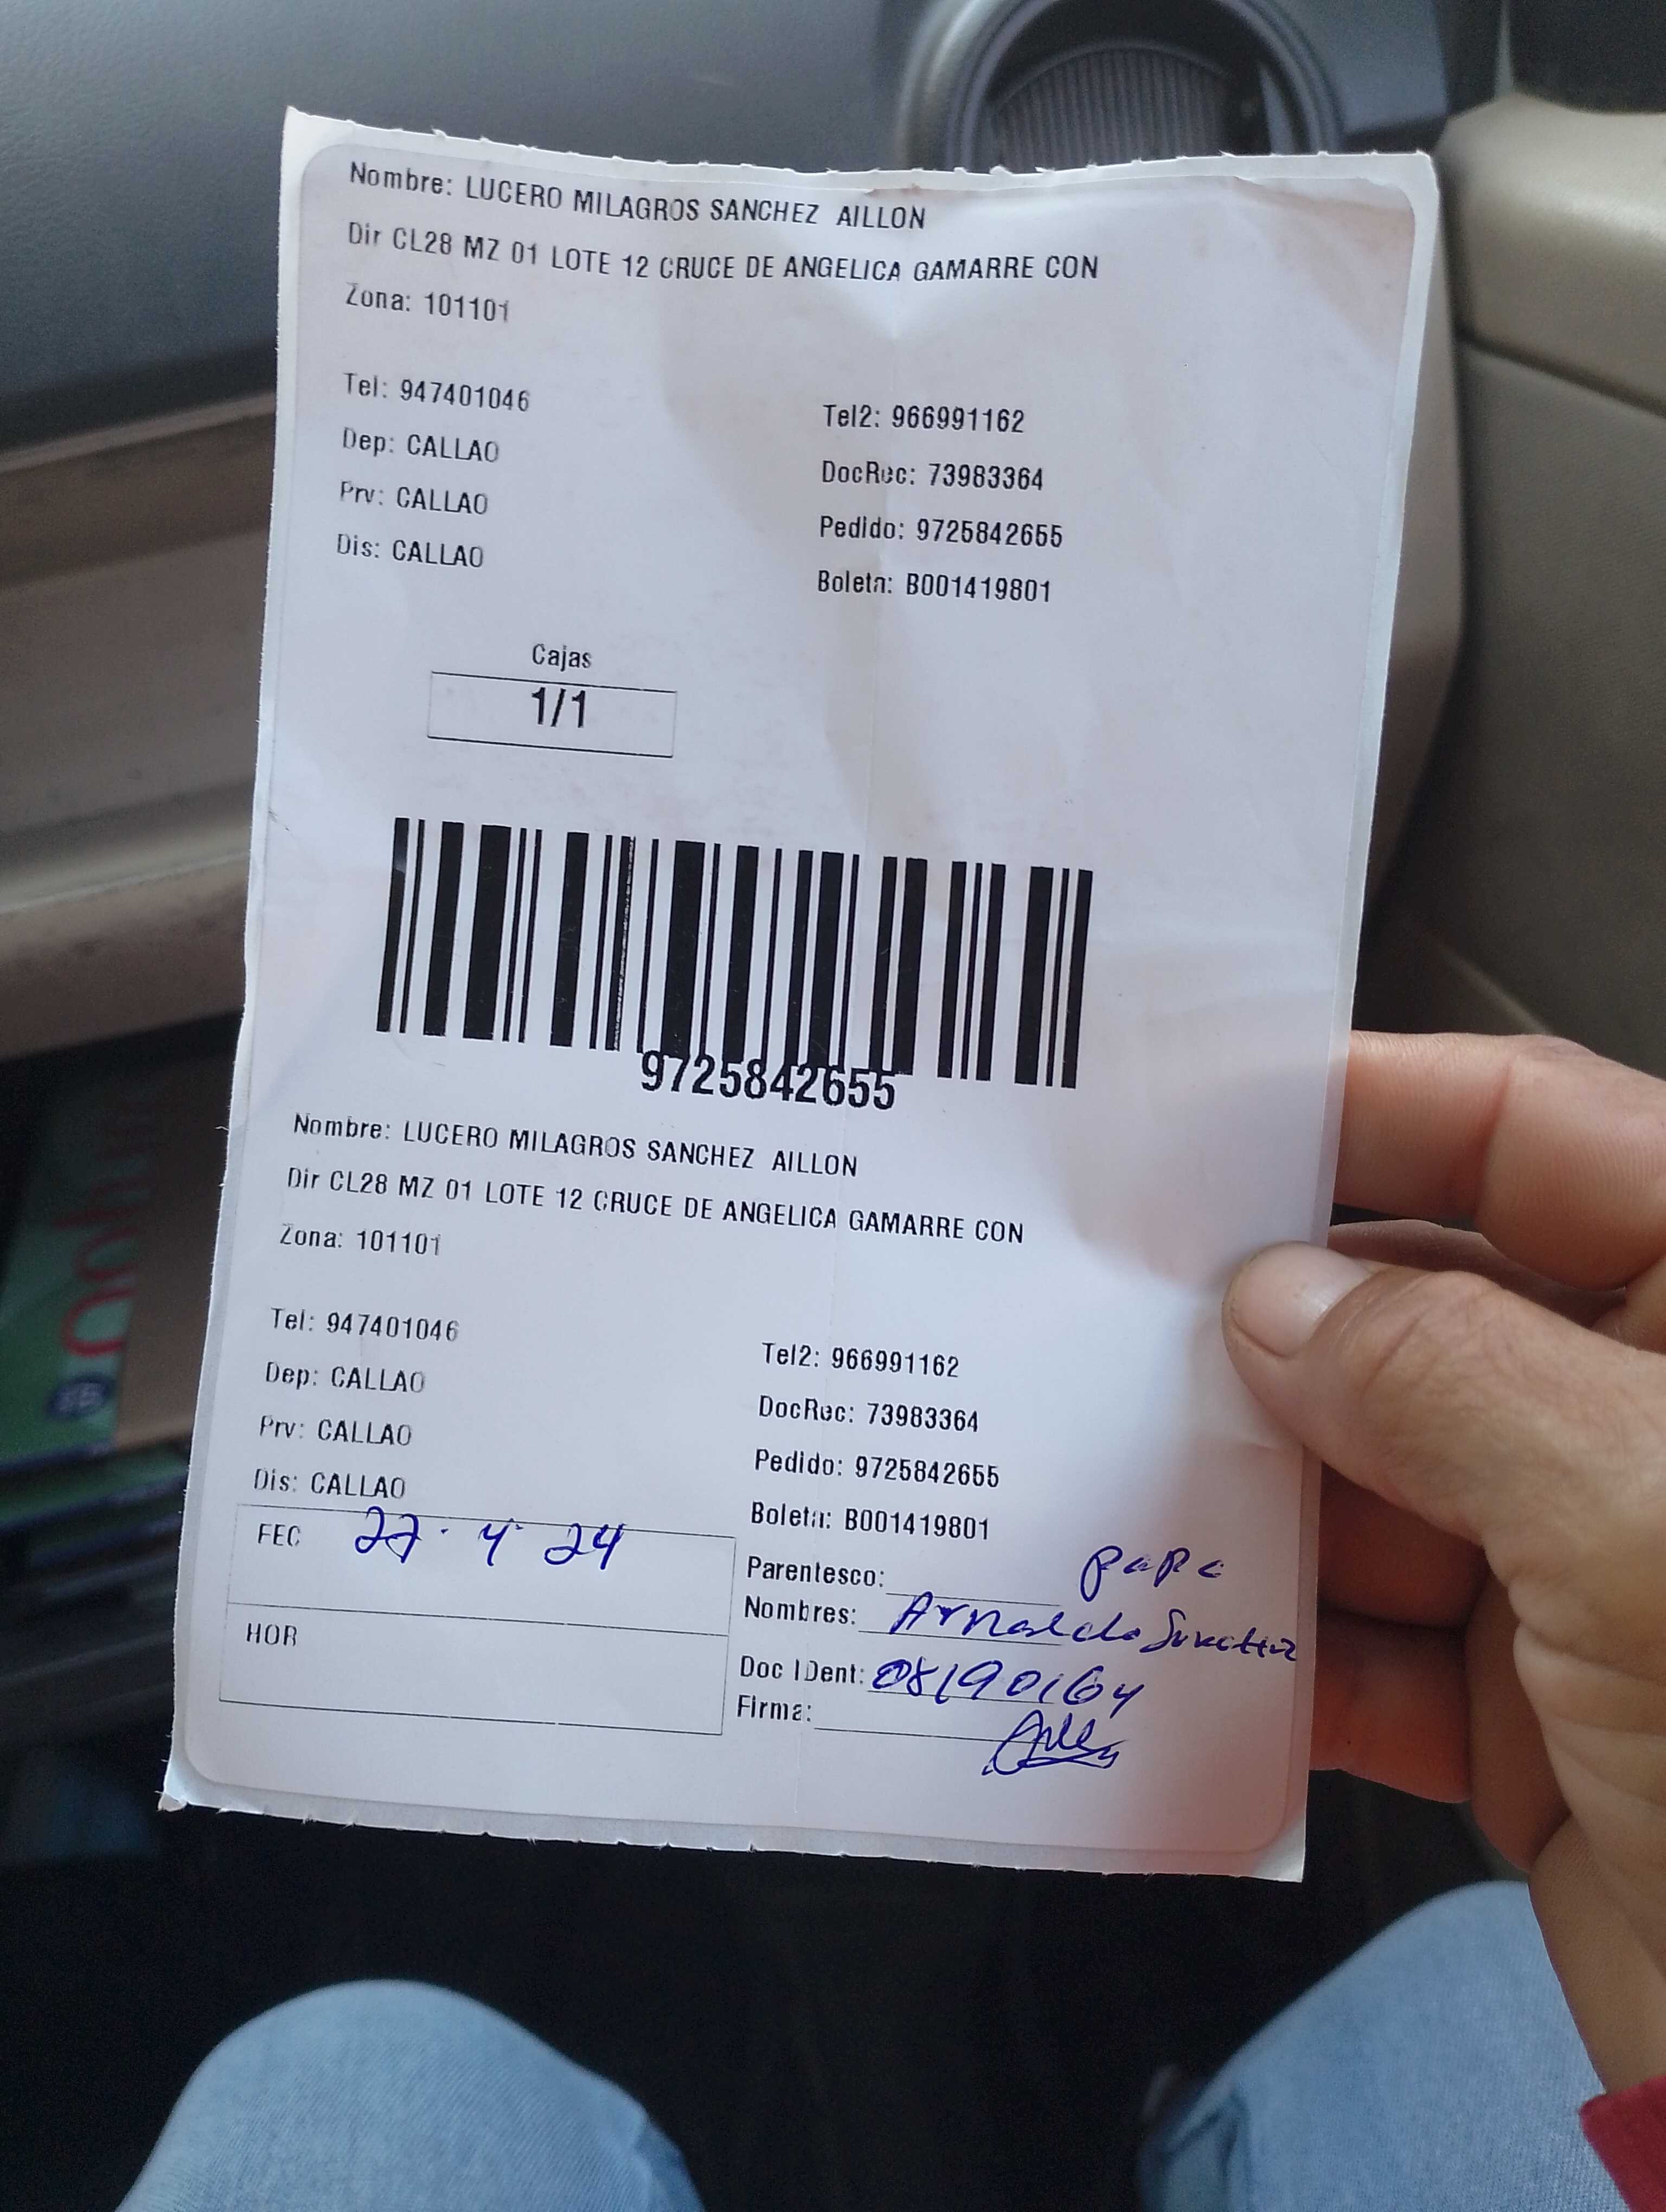 Nombre: LUCERO MILAGROS SANCHEZ AILLON
Dir CL28 MZ 01 LOTE 12 CRUCE DE ANGELICA GAMARRE CON
Zona: 101101
Tel: 947401046
Tel2: 966991162
Dep: CALLAO
DocRec: 73983364
Prv: CALLAO
Pedido: 9725842655
Dis: CALLAO
Boleta: B001419801
Cajas
1/1
9725842655
Nombre: LUCERO MILAGROS SANCHEZ AILLON
Dir CL28 MZ 01 LOTE 12 CRUCE DE ANGELICA GAMARRE CON
Zona: 101101
Tel: 947401046
Tel2: 966991162
Dep: CALLAO
DocRec: 73983364
Prv: CALLAO
Pedido: 9725842655
Dis: CALLAO
Boleta: B001419801
FEC 27 · 4 24
Parentesco: papa
Nombres: Arnaldo
HOR
Doc IDent: 08190164
Firma: